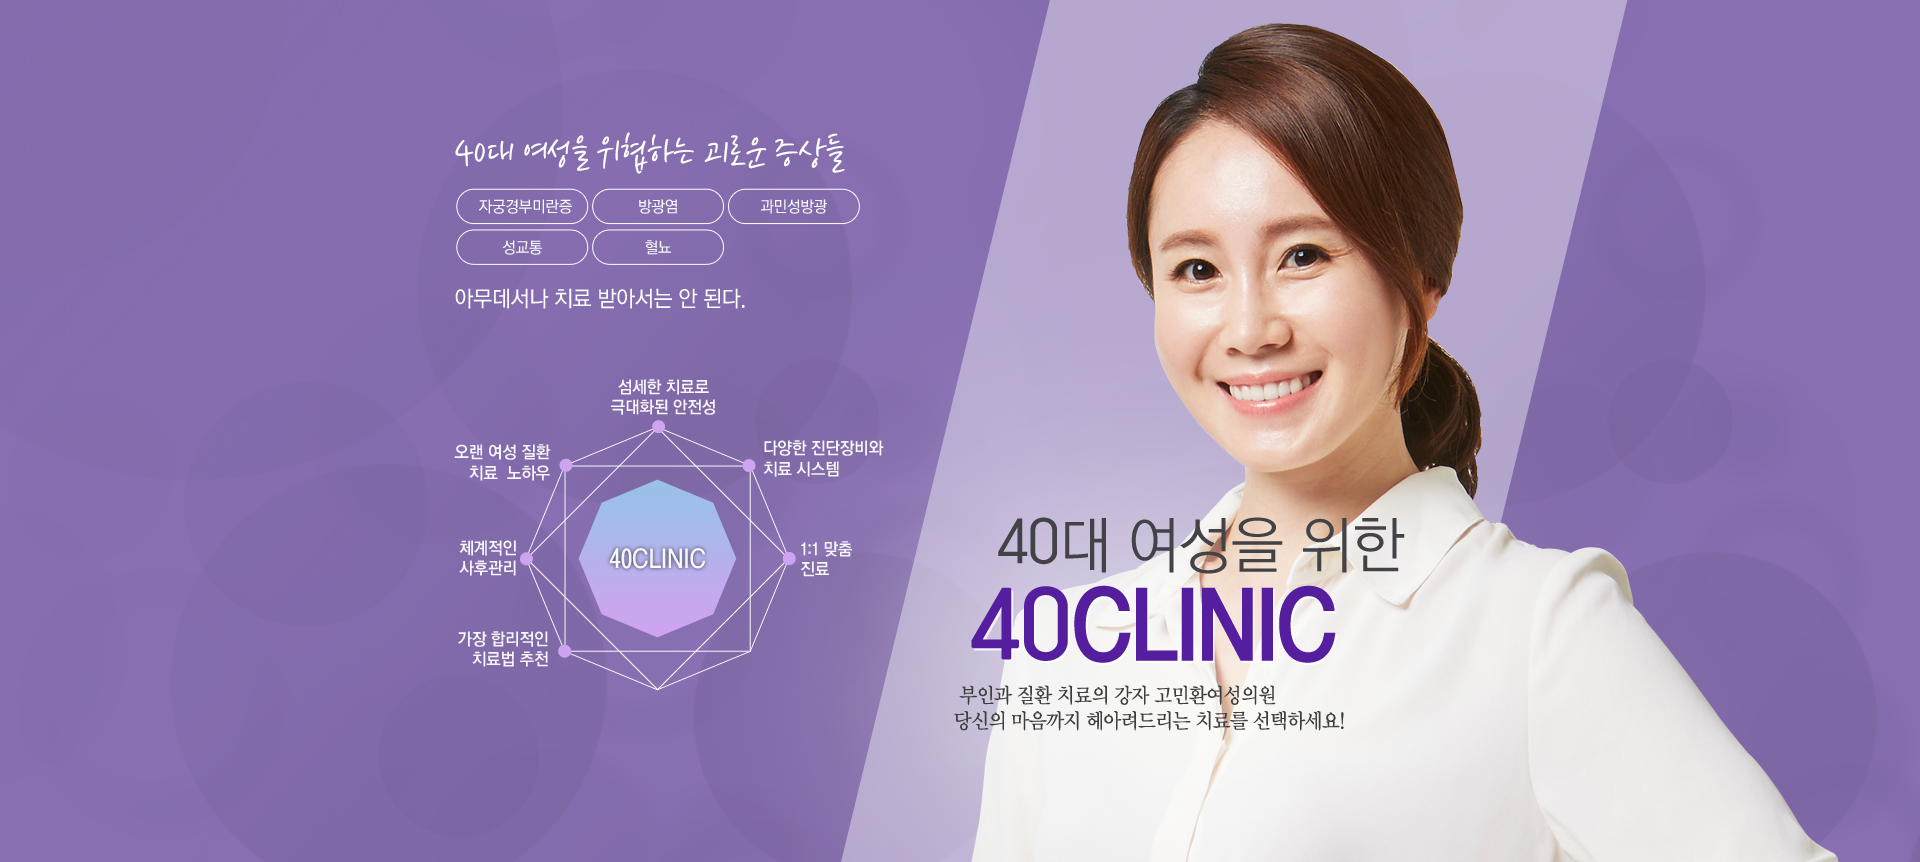 40대 여성을 위협하는 괴로운 증상들
자궁경부미란증
방광염
과민성방광
성교통
혈뇨
아무데서나 치료 받아서는 안 된다.
섬세한 치료로
극대화된 안전성
오랜 여성 질환
치료 노하우
다양한 진단장비와
치료 시스템
체계적인
사후관리
40CLINIC
1:1 맞춤
진료
가장 합리적인
치료법 추천
40대 여성을 위한
40CLINIC
부인과 질환 치료의 강자 고민환여성의원
당신의 마음까지 헤아려드리는 치료를 선택하세요!